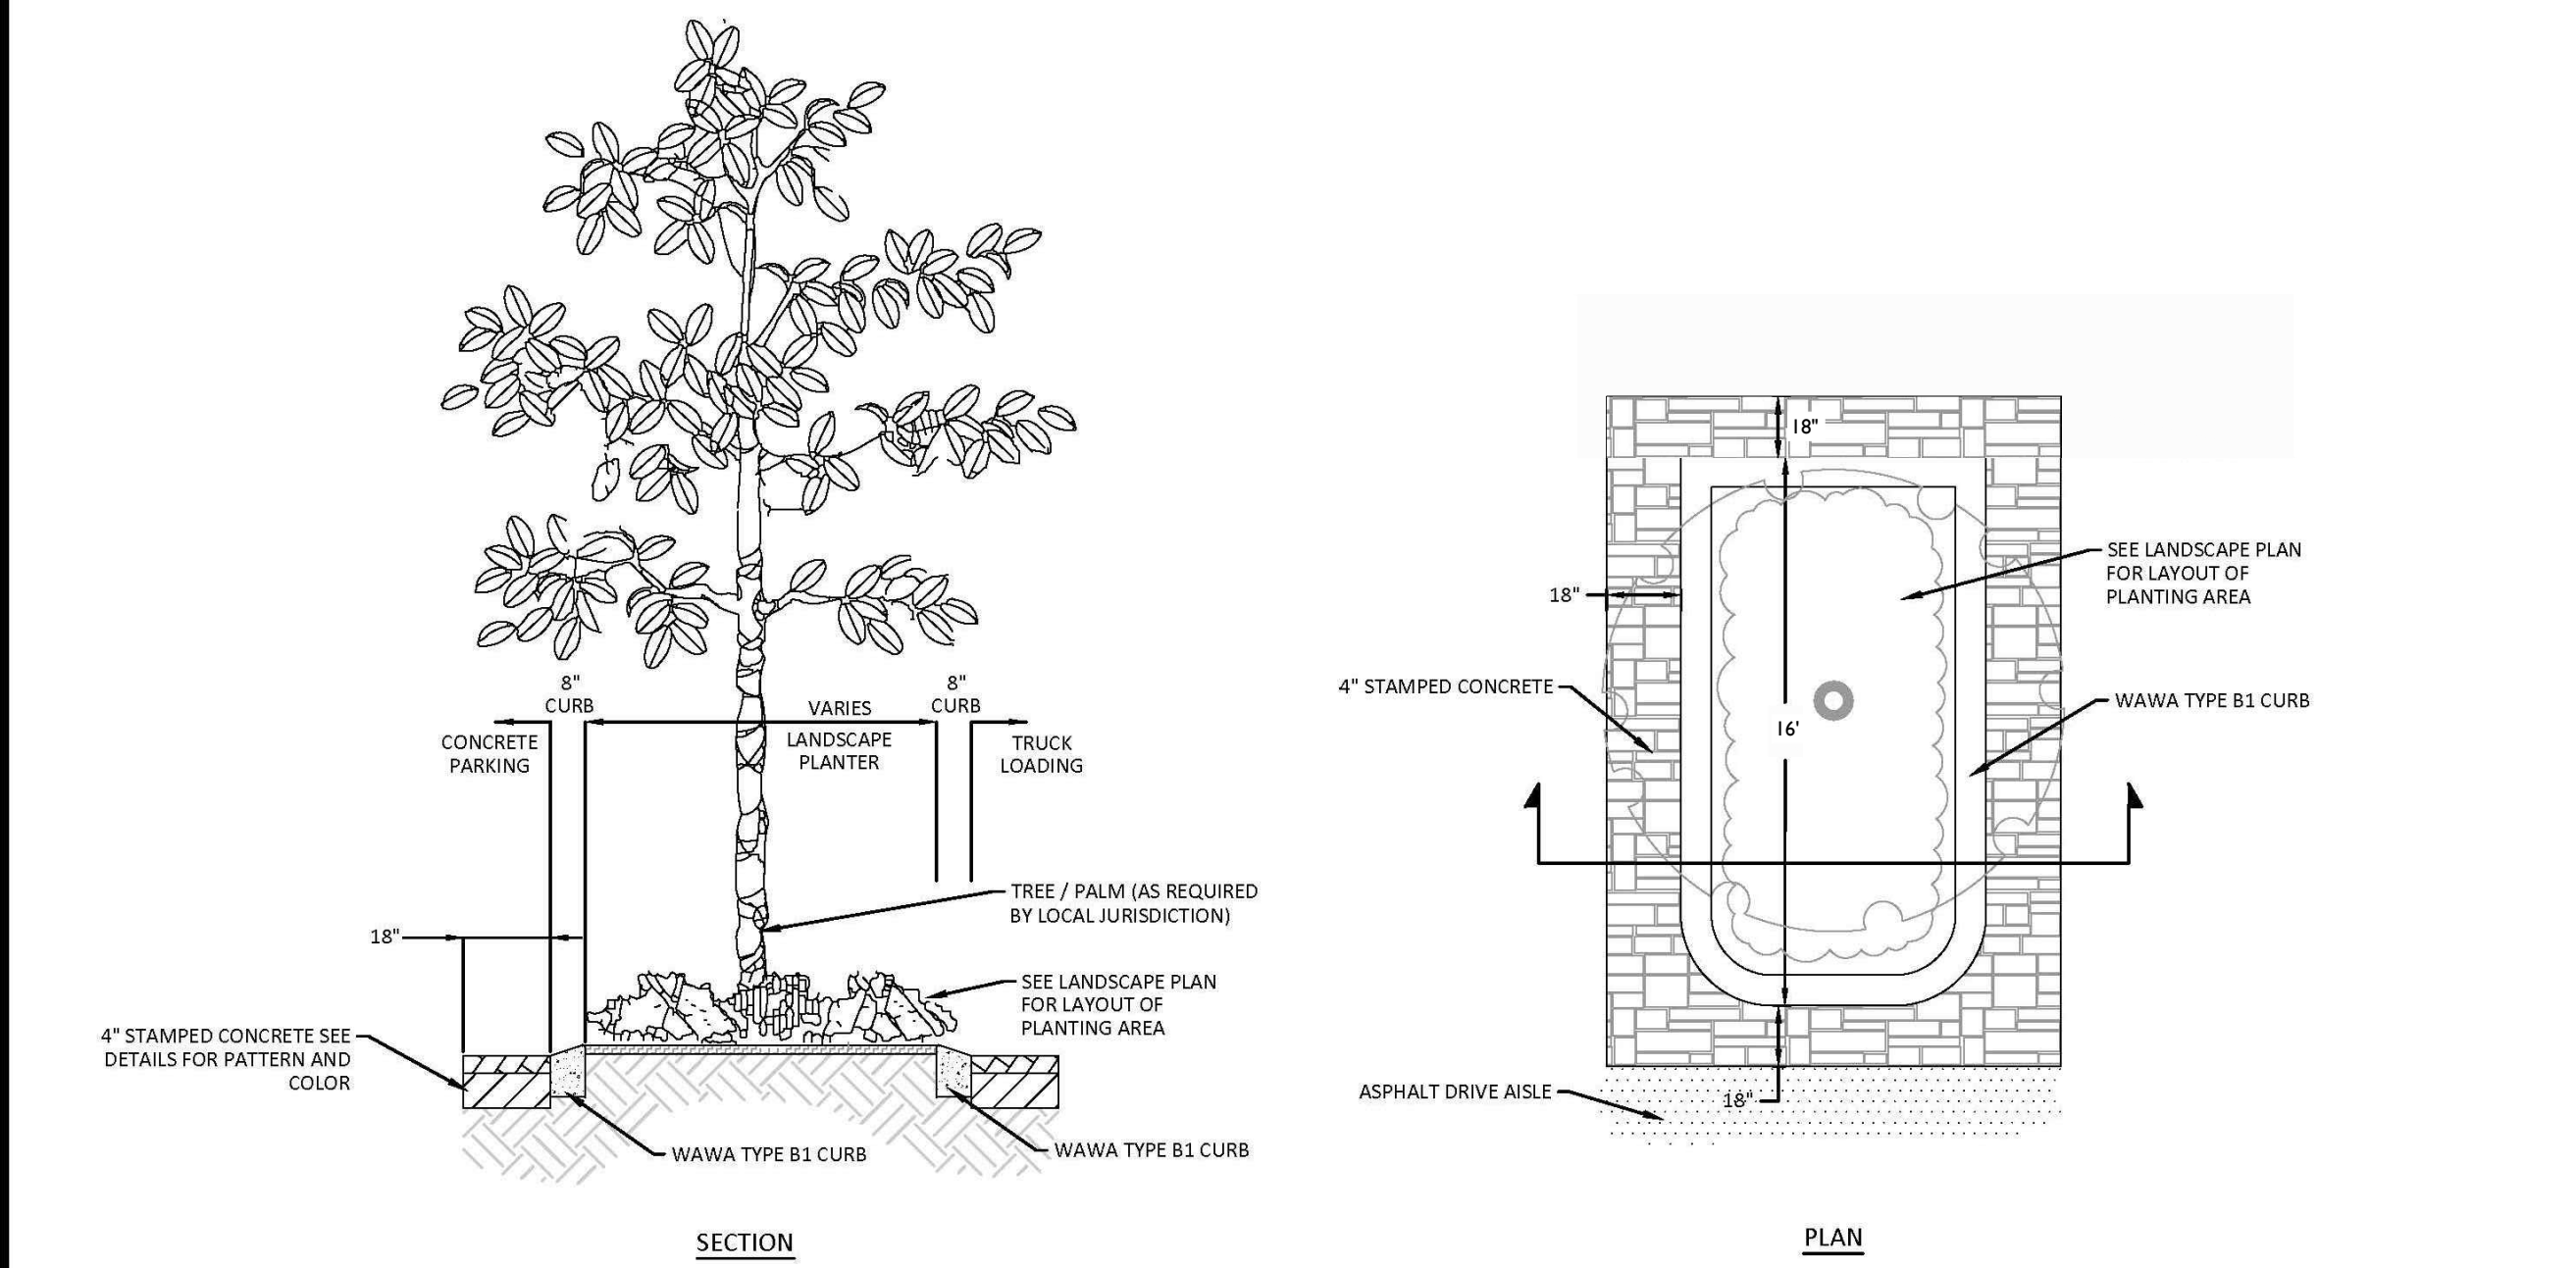 8"
CURB
VARIES
8"
CURB
CONCRETE
PARKING
LANDSCAPE
PLANTER
TRUCK
LOADING
TREE / PALM (AS REQUIRED
BY LOCAL JURISDICTION)
18"
SEE LANDSCAPE PLAN
FOR LAYOUT OF
PLANTING AREA
4" STAMPED CONCRETE SEE
DETAILS FOR PATTERN AND
COLOR
WAWA TYPE B1 CURB
WAWA TYPE B1 CURB
SECTION
18"
SEE LANDSCAPE PLAN
FOR LAYOUT OF
PLANTING AREA
18"
4" STAMPED CONCRETE
WAWA TYPE B1 CURB
16'
ASPHALT DRIVE AISLE
18"
PLAN